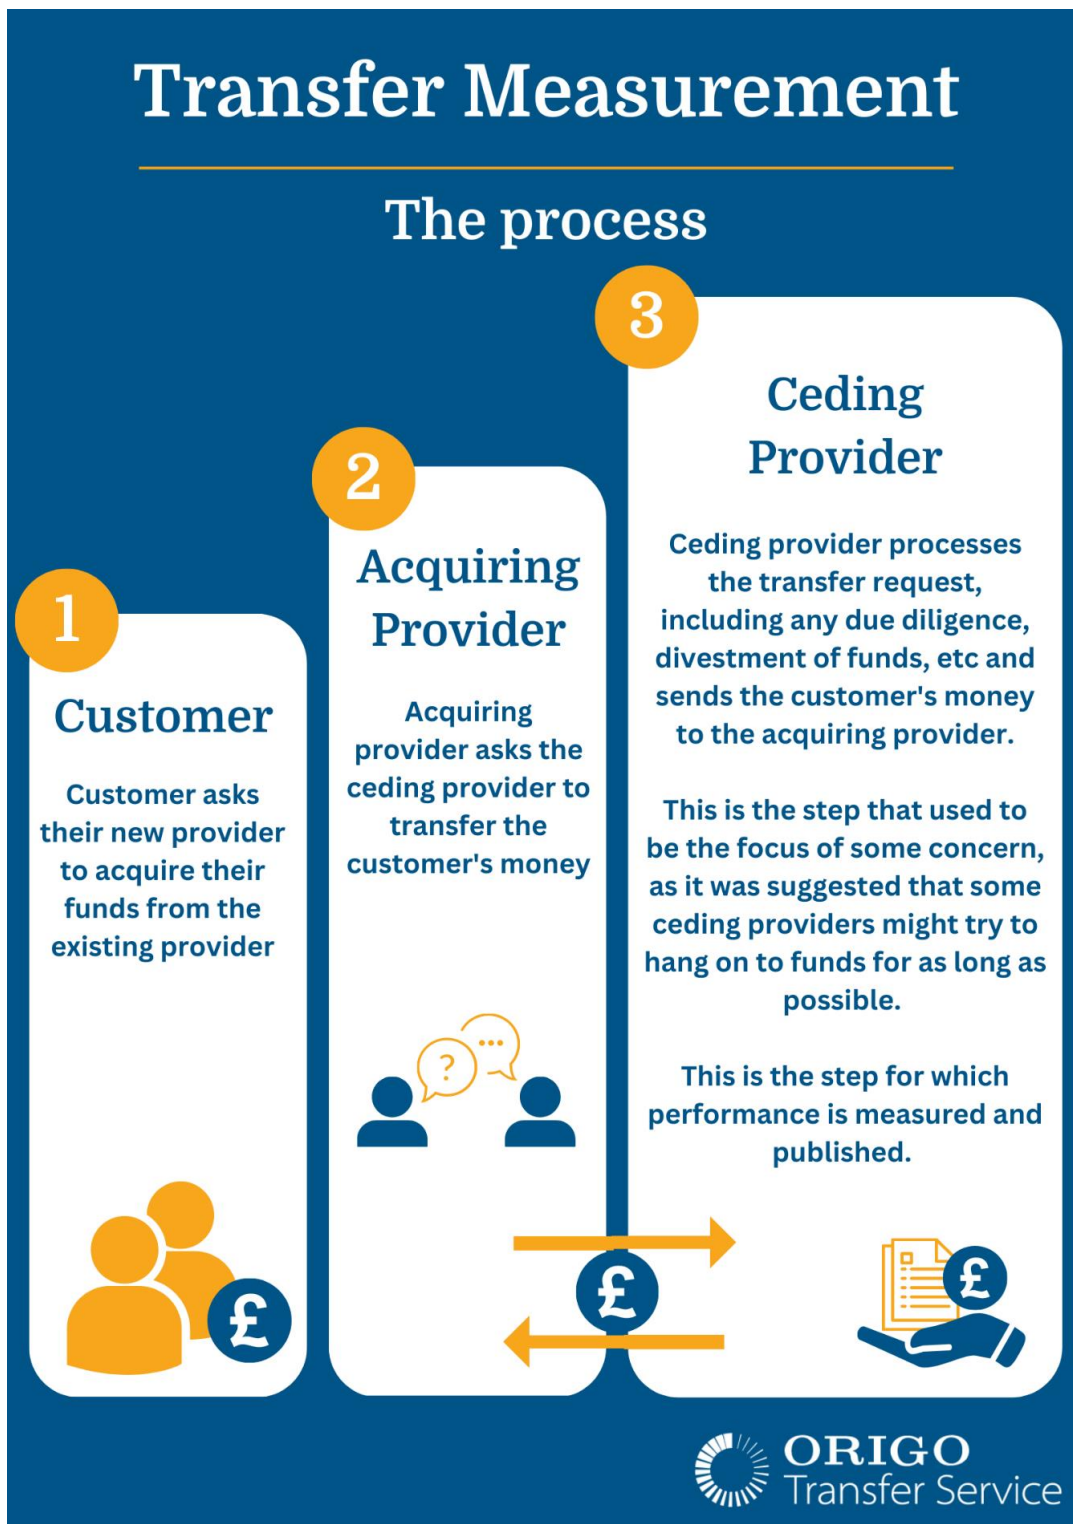 Transfer Measurement
The process
1
Customer
Customer asks
their new provider
to acquire their
funds from the
existing provider
£
2
Acquiring
Provider
Acquiring
provider asks the
ceding provider to
transfer the
customer's money
?
...
£
3
Ceding
Provider
Ceding provider processes
the transfer request,
including any due diligence,
divestment of funds, etc and
sends the customer's money
to the acquiring provider.
This is the step that used to
be the focus of some concern,
as it was suggested that some
ceding providers might try to
hang on to funds for as long as
possible.
This is the step for which
performance is measured and
published.
£
ORIGO
Transfer Service